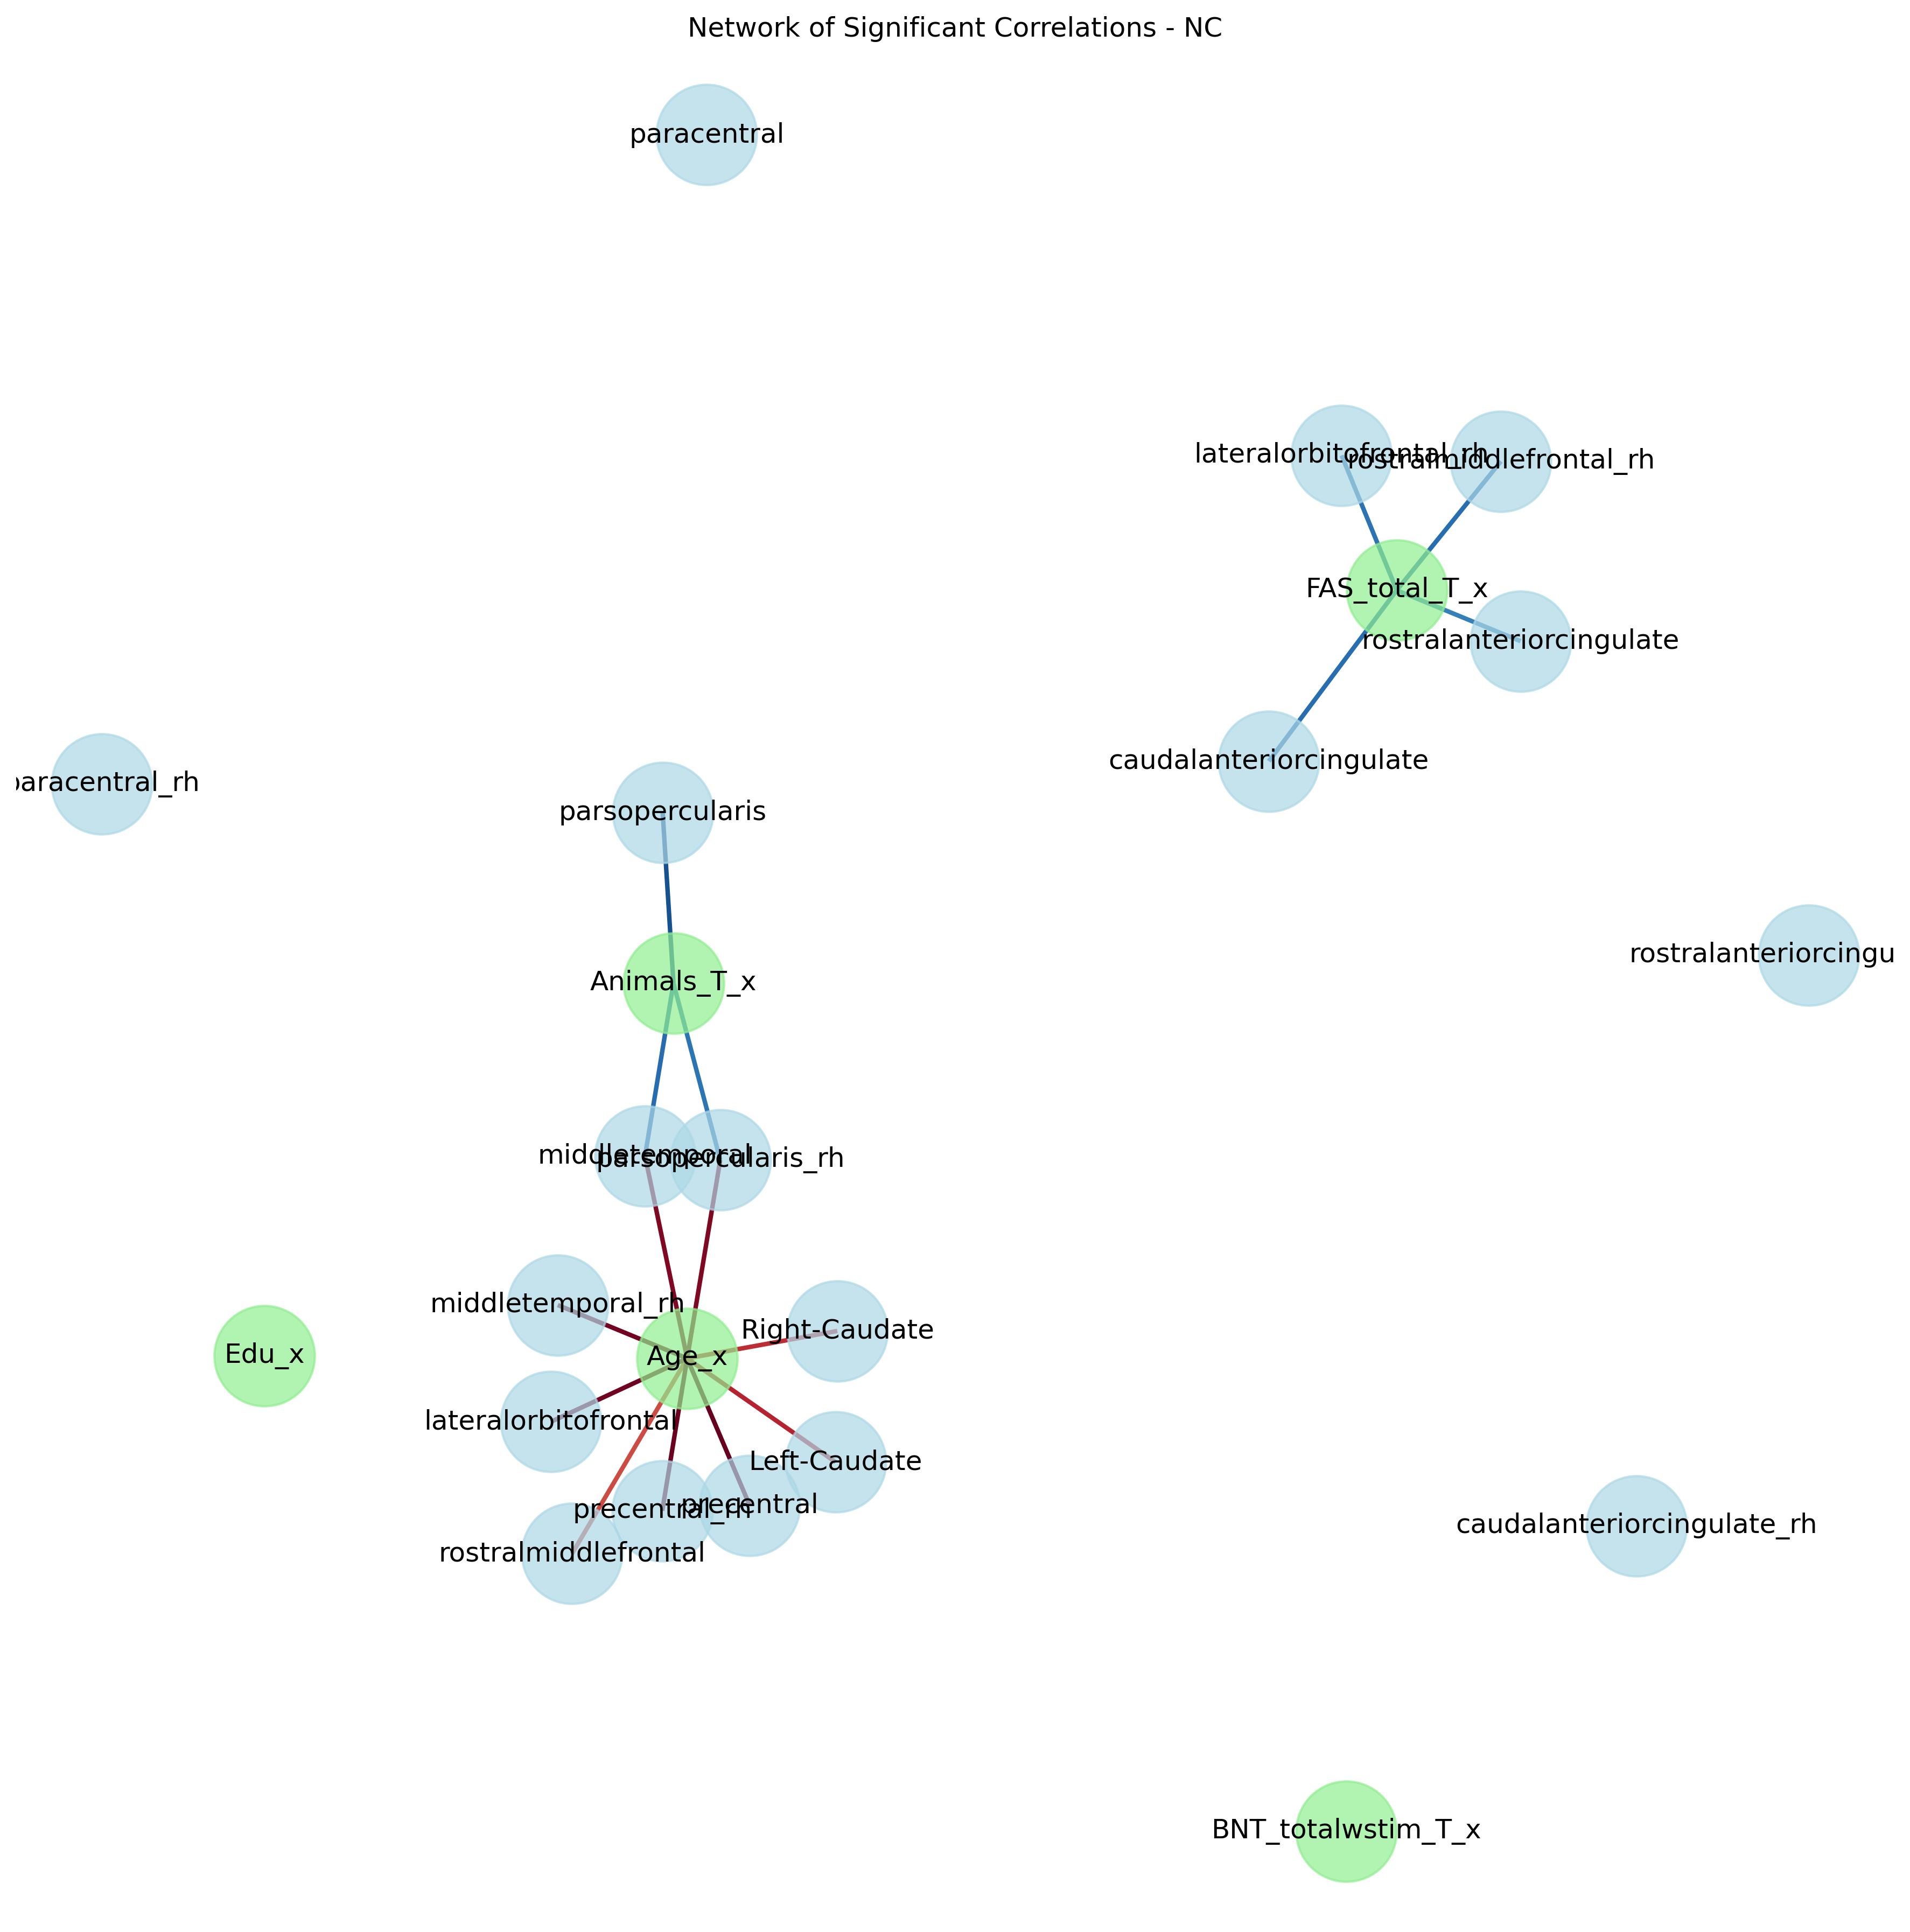 Network of Significant Correlations - NC
paracentral
lateralorbitofrontal_rh
rostralmiddlefrontal_rh
FAS_total_T_x
rostralanteriorcingulate
caudalanteriorcingulate
paracentral_rh
parsopercularis
rostralanteriorcingu
Animals_T_x
middletemporal
parsopercularis_rh
middletemporal_rh
Right-Caudate
Edu_x
Age_x
lateralorbitofrontal
Left-Caudate
precentral_rh
precentral
rostralmiddlefrontal
caudalanteriorcingulate_rh
BNT_totalwstim_T_x